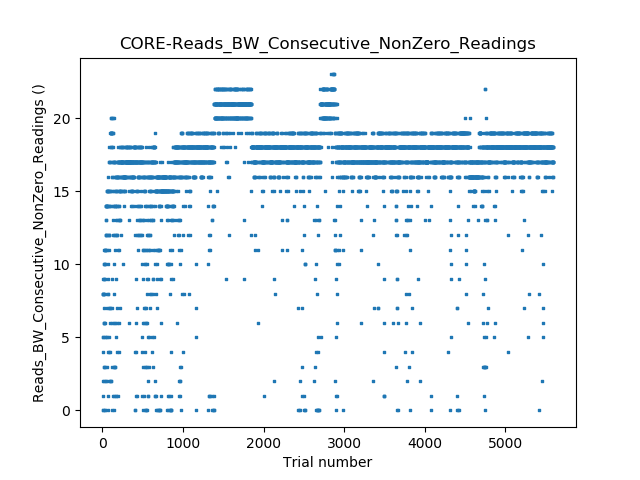 CORE-Reads_BW_Consecutive_NonZero_Readings
Reads_BW_Consecutive_NonZero_Readings ()
20
15
10
5
0
0 1000 2000 3000 4000 5000
Trial number